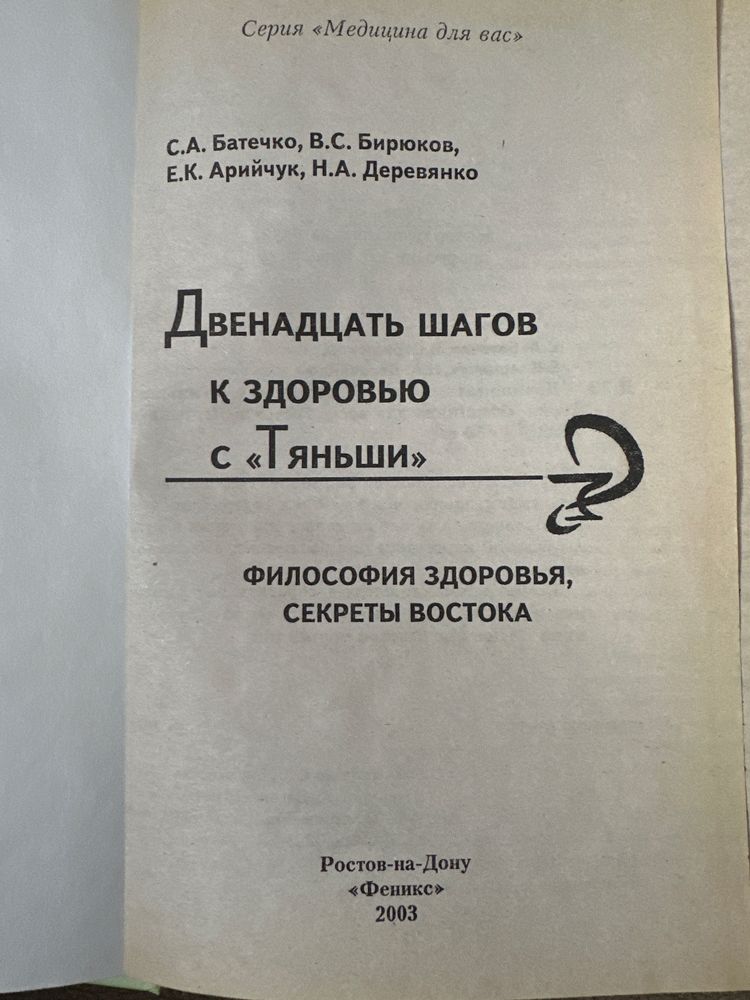 Серия «Медицина для вас»
С.А. Батечко, В.С. Бирюков,
Е.К. Арийчук, Н.А. Деревянко
Двенадцать шагов
к здоровью
с «Тяньши»
ФИЛОСОФИЯ ЗДОРОВЬЯ,
СЕКРЕТЫ ВОСТОКА
Ростов-на-Дону
«Феникс»
2003